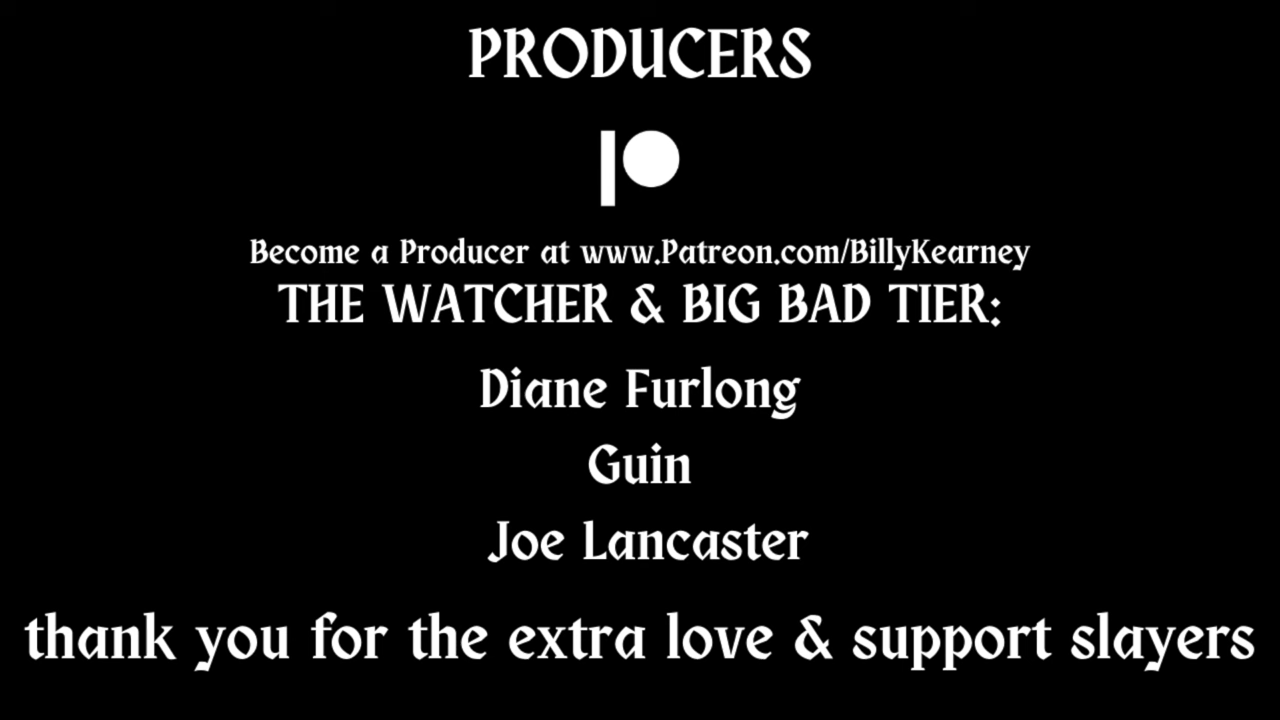 PRODUCERS
Become a Producer at www.Patreon.com/BillyKearney
THE WATCHER & BIG BAD TIER:
Diane Furlong
Guin
Joe Lancaster
thank you for the extra love & support slayers